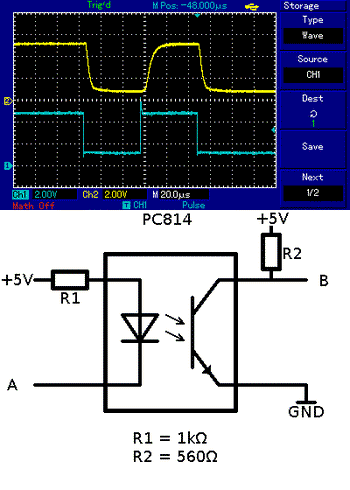 Trig'd M Pos: -48.000µs Storage
Type
Wave
Source
CH1
Dest
1
Save
Next
1/2
2
1
Ch1 2.00V Ch2 2.00V M 20.0µs
Math Off T CH1 Pulse
PC814
+5V
R2
+5V
R1
B
A
GND
R1 = 1kΩ
R2 = 560Ω